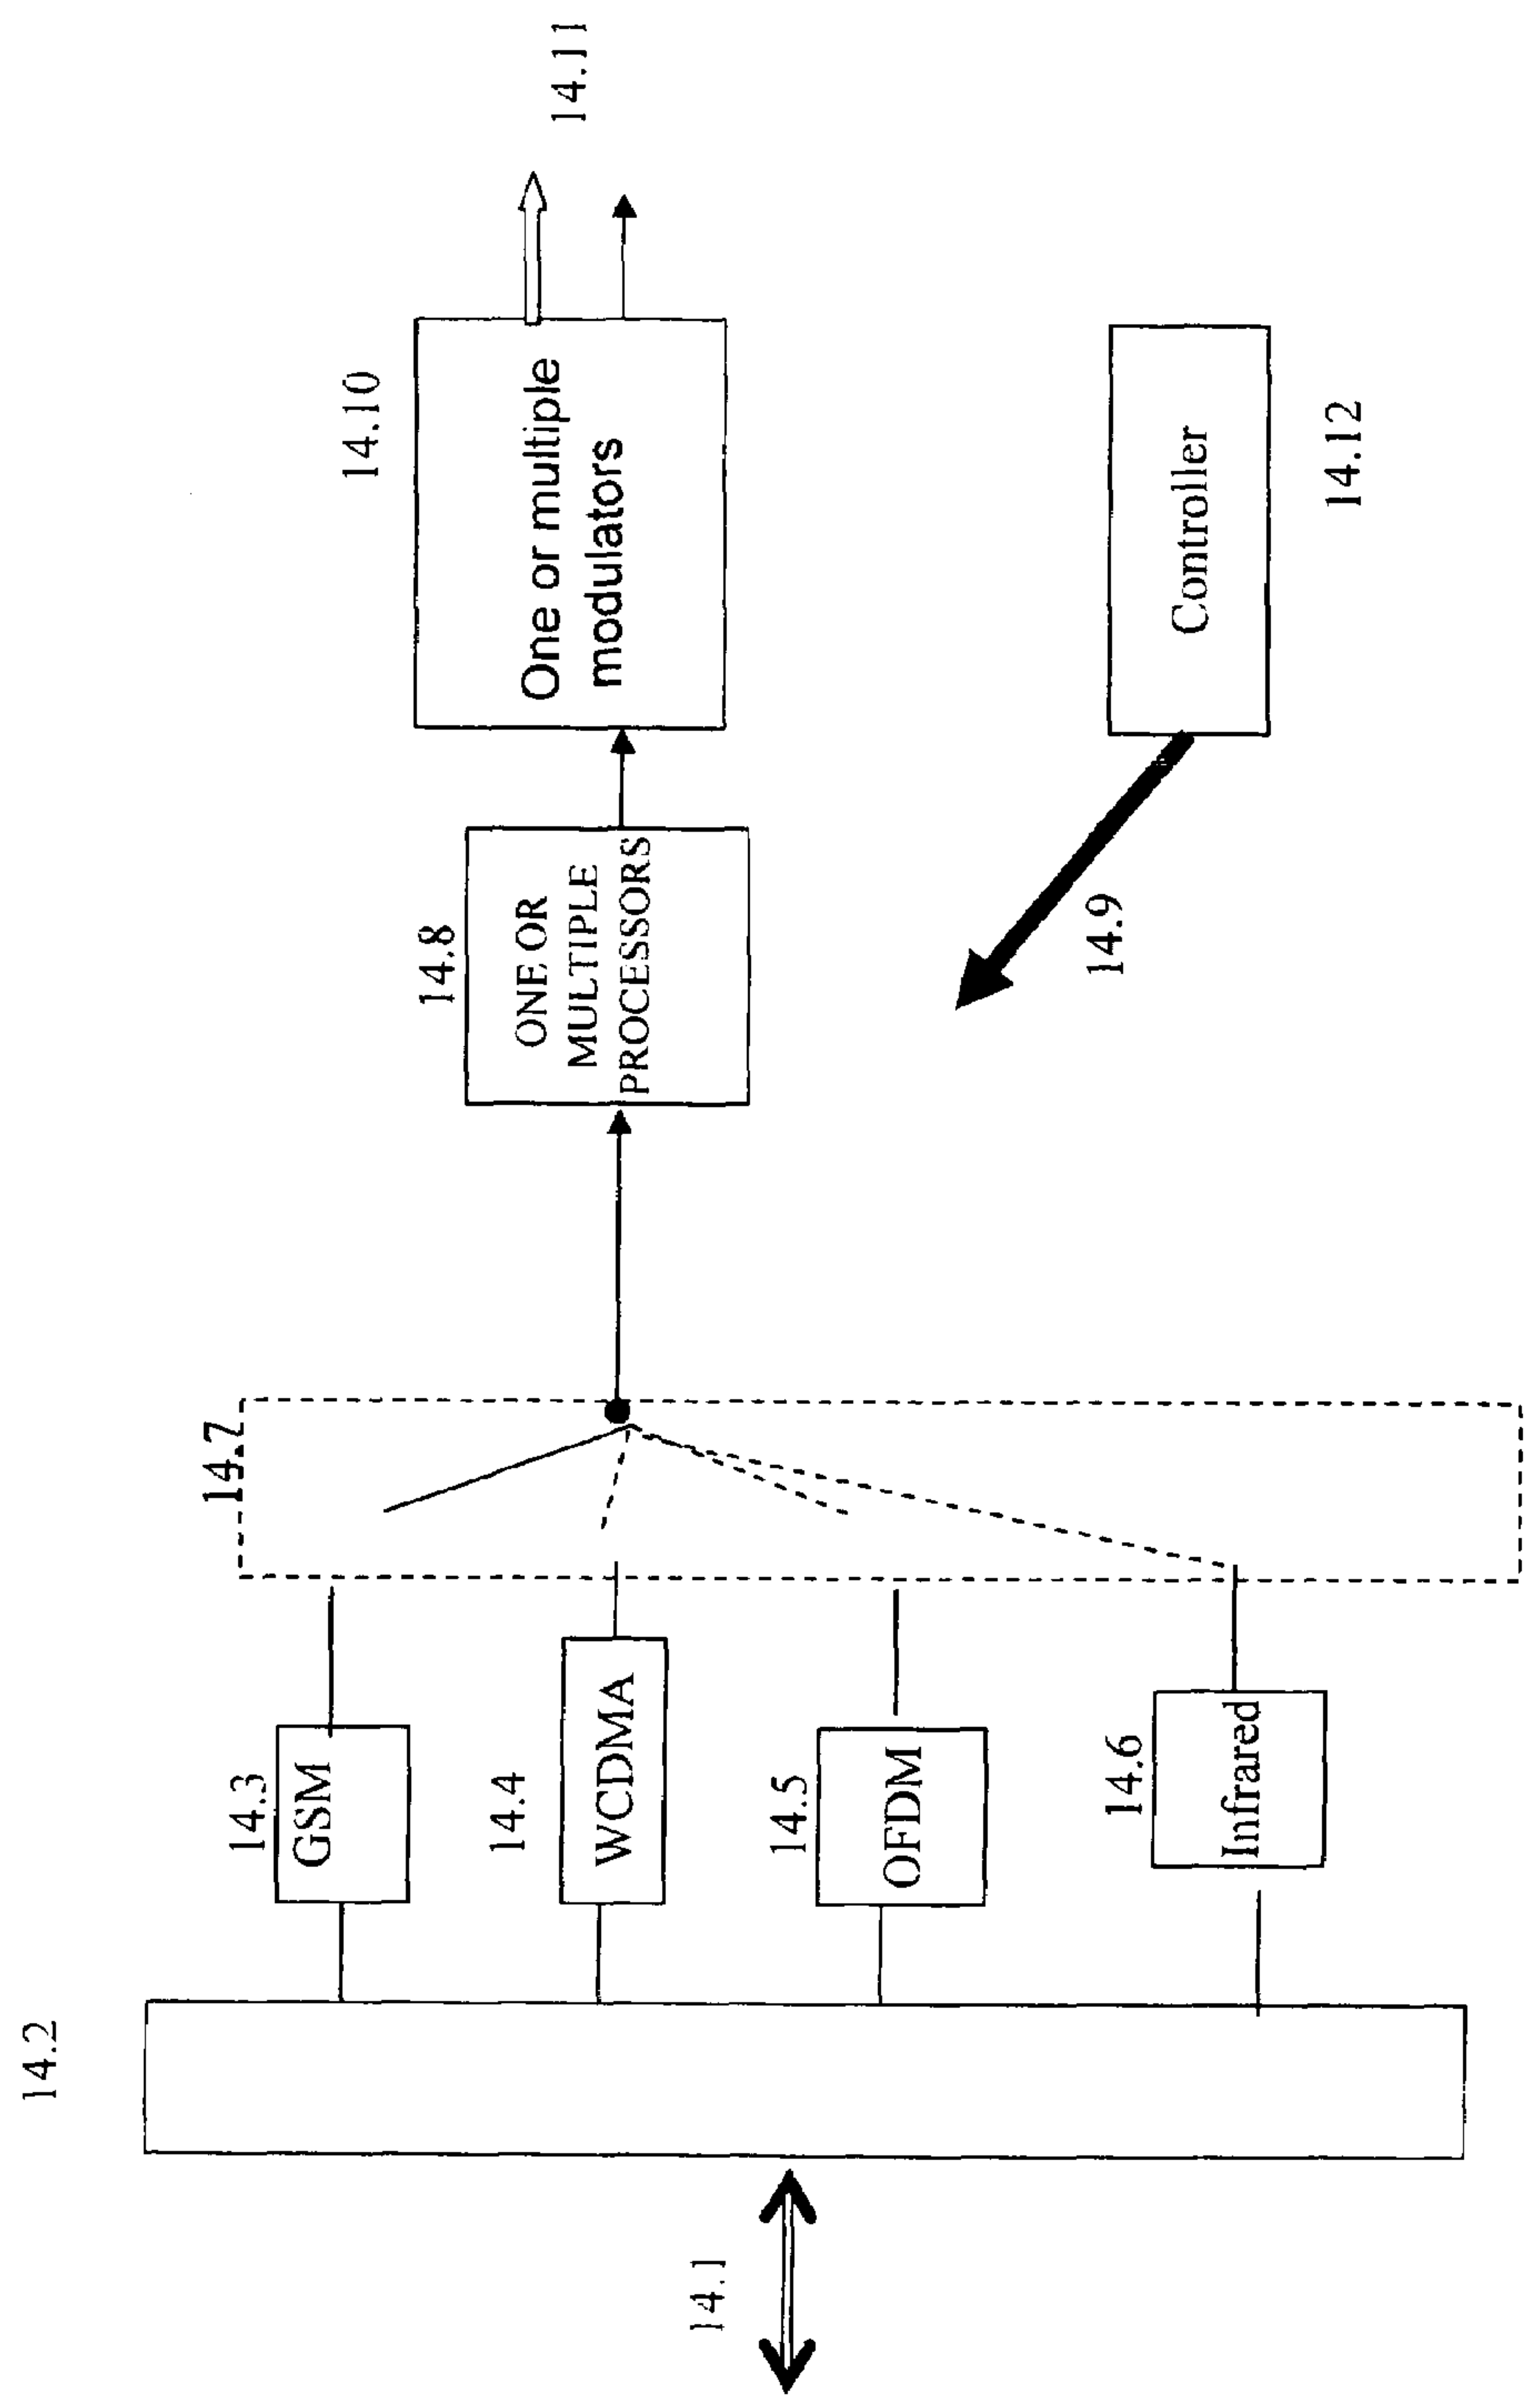 14.1
14.2
14.3
GSM
14.4
WCDMA
14.5
OFDM
14.6
Infrared
14.7
14.8
ONE OR
MULTIPLE
PROCESSORS
14.9
14.10
One or multiple
modulators
14.11
Controller
14.12